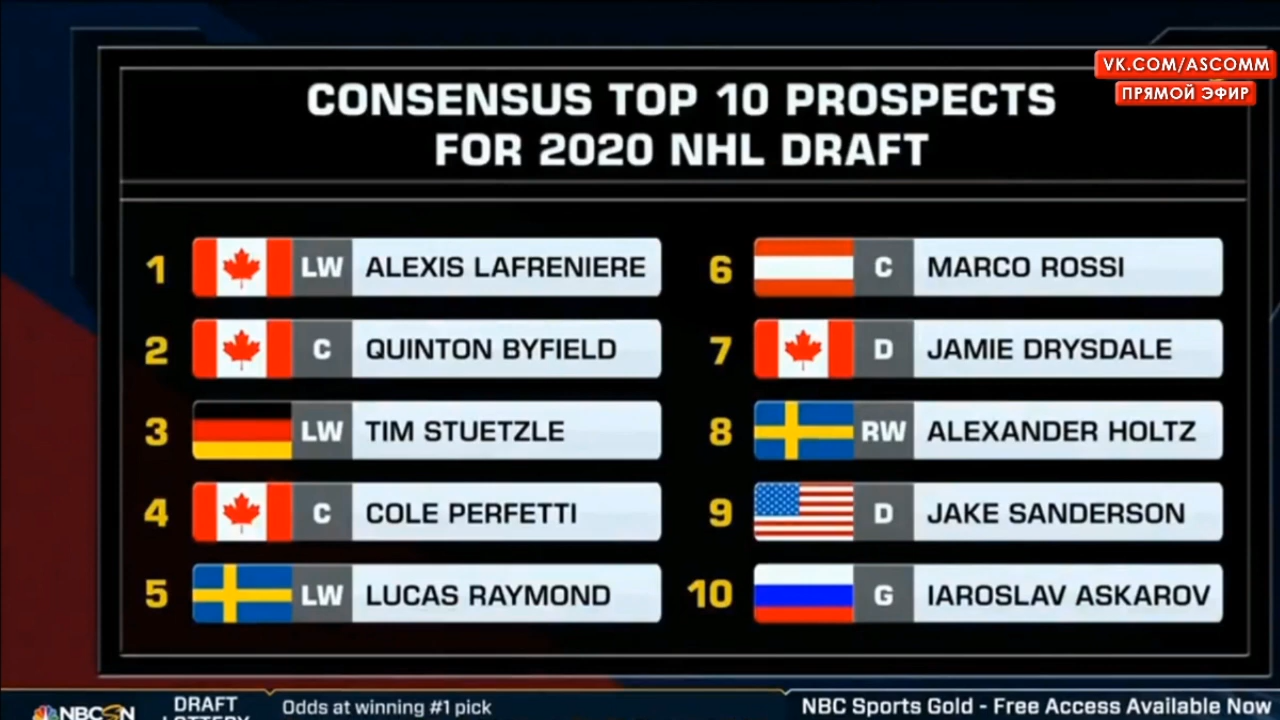 VK.COM/ASCOMM
ПРЯМОЙ ЭФИР
CONSENSUS TOP 10 PROSPECTS
FOR 2020 NHL DRAFT
1 LW ALEXIS LAFRENIERE
2 C QUINTON BYFIELD
3 LW TIM STUETZLE
4 C COLE PERFETTI
5 LW LUCAS RAYMOND
6 C MARCO ROSSI
7 D JAMIE DRYSDALE
8 RW ALEXANDER HOLTZ
9 D JAKE SANDERSON
10 G IAROSLAV ASKAROV
NBCSN
DRAFT
LOTTERY
Odds at winning #1 pick
NBC Sports Gold - Free Access Available Now